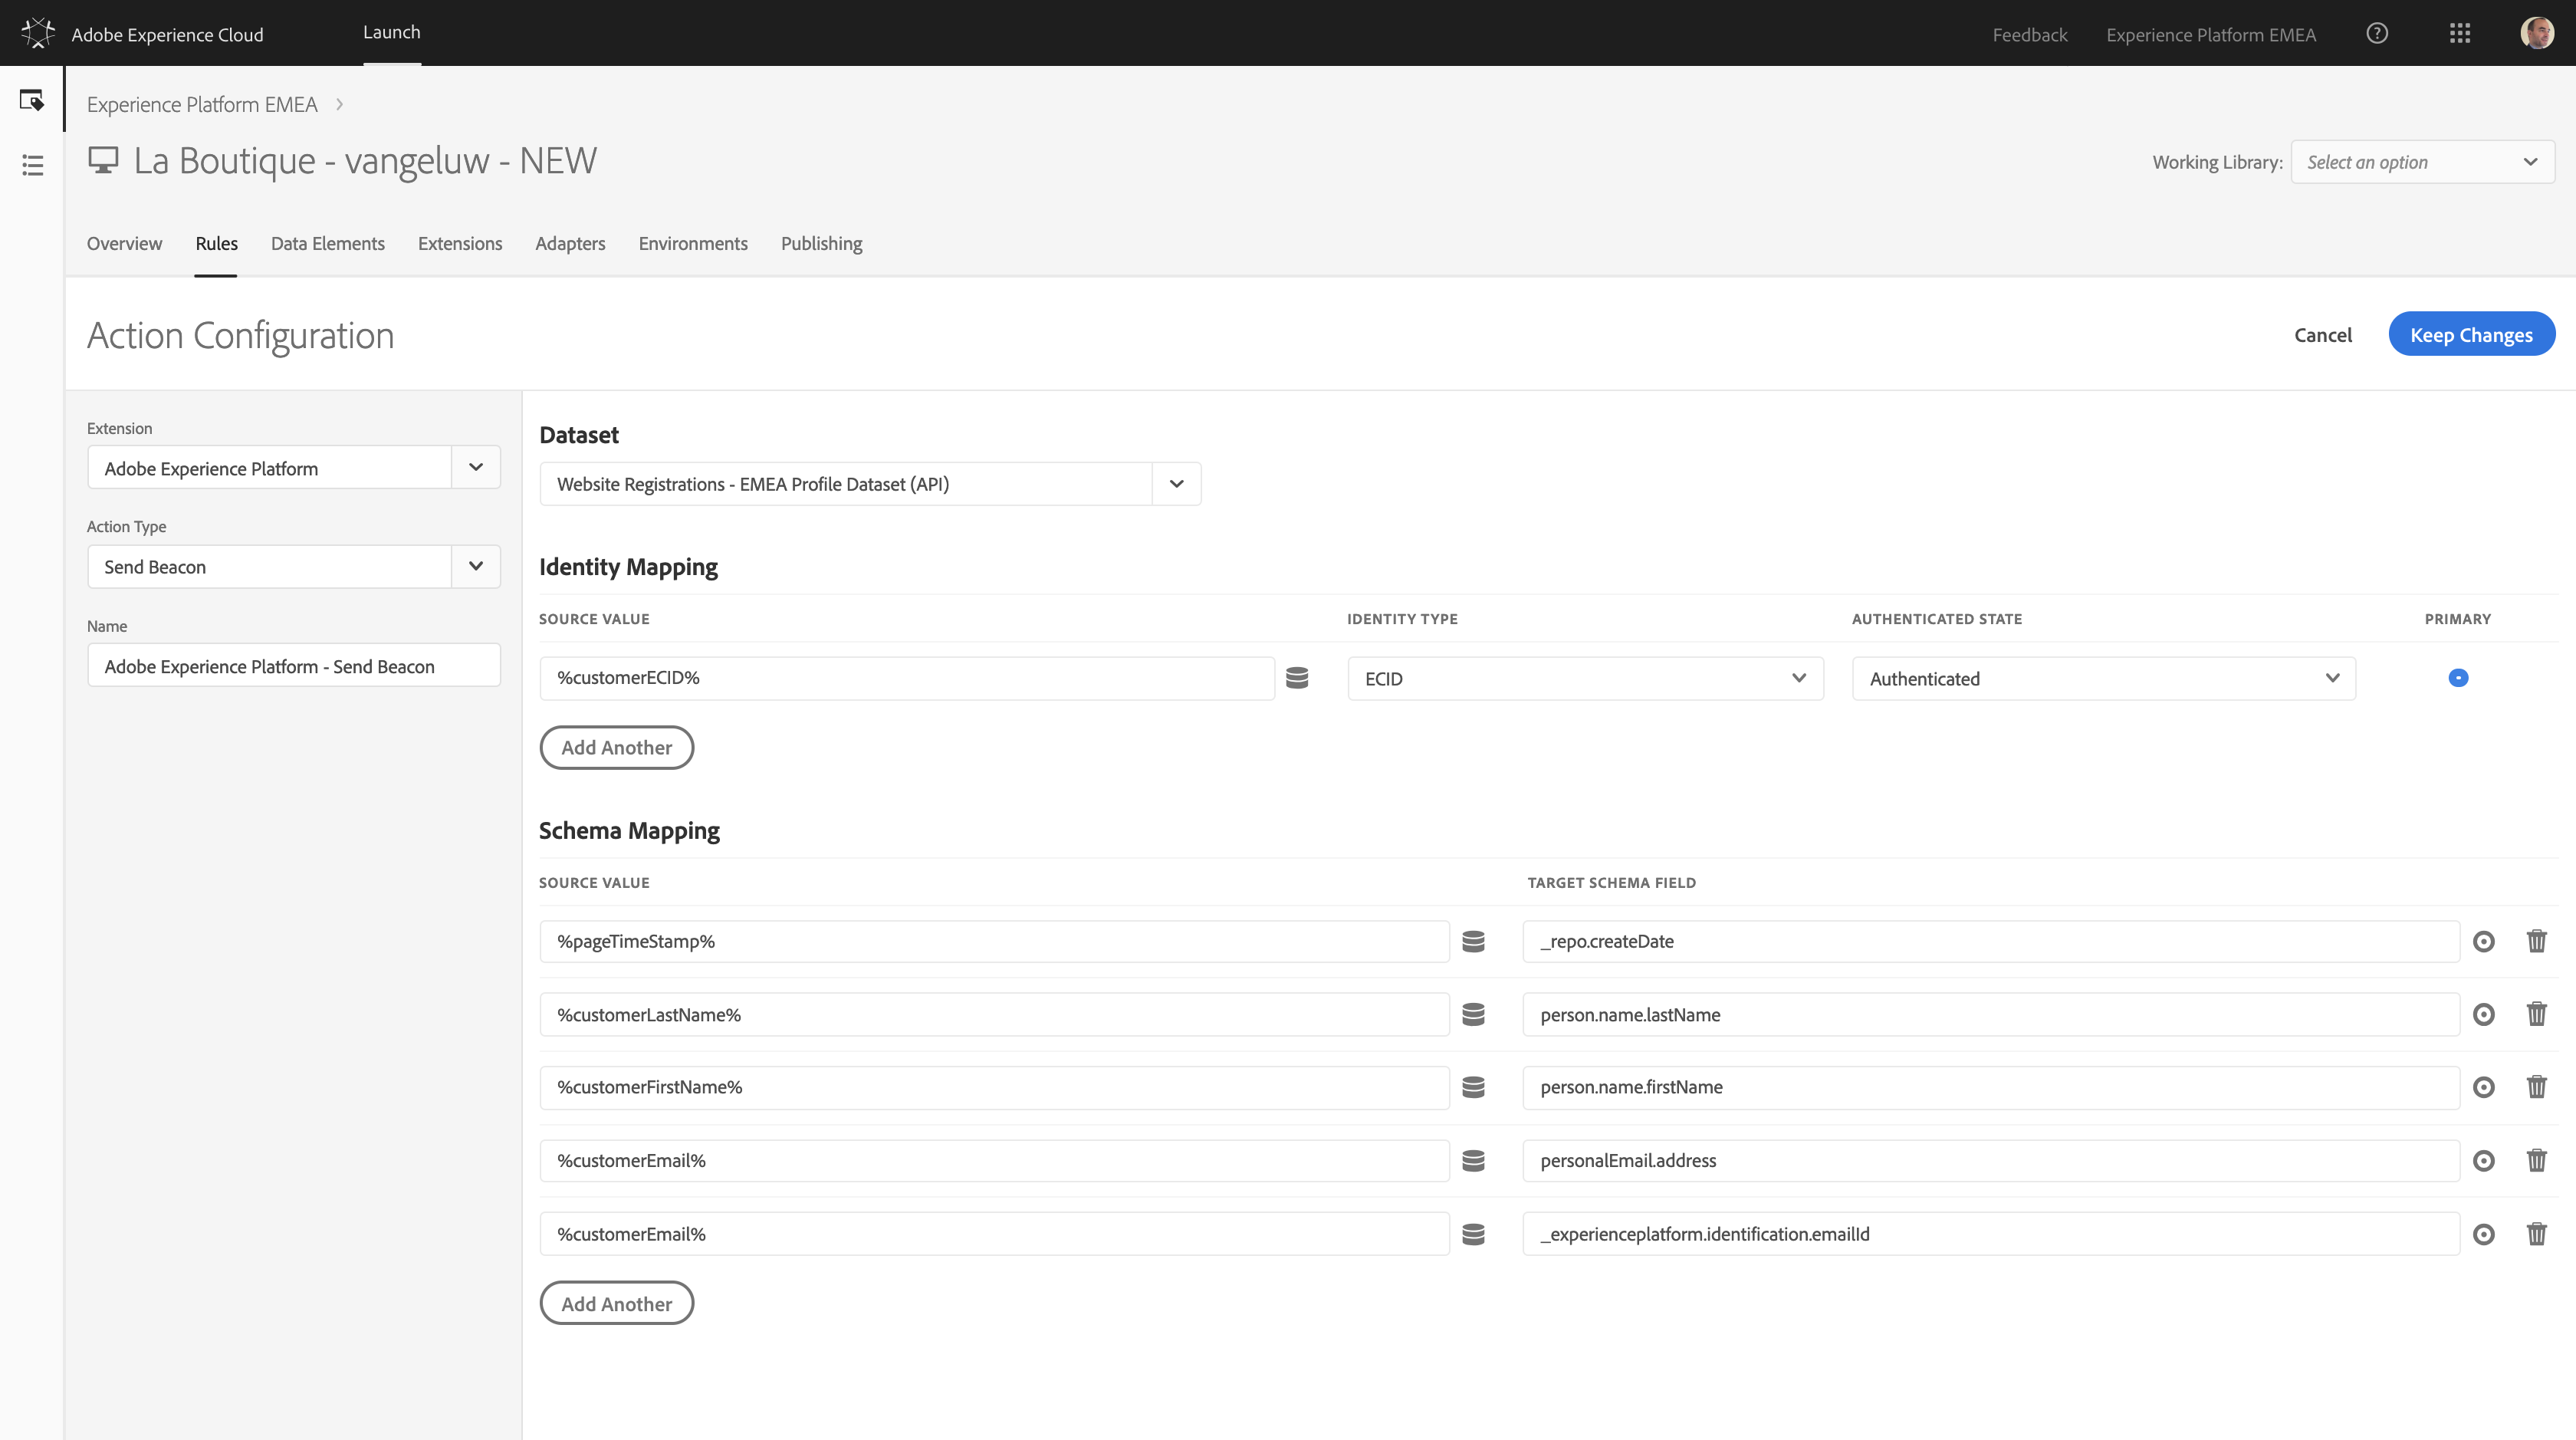 Adobe Experience Cloud
Launch
Feedback
Experience Platform EMEA
Experience Platform EMEA
La Boutique - vangeluw - NEW
Working Library:
Select an option
Overview
Rules
Data Elements
Extensions
Adapters
Environments
Publishing
Action Configuration
Cancel
Keep Changes
Extension
Adobe Experience Platform
Action Type
Send Beacon
Name
Adobe Experience Platform - Send Beacon
Dataset
Website Registrations - EMEA Profile Dataset (API)
Identity Mapping
SOURCE VALUE
IDENTITY TYPE
AUTHENTICATED STATE
PRIMARY
%customerECID%
ECID
Authenticated
Add Another
Schema Mapping
SOURCE VALUE
TARGET SCHEMA FIELD
%pageTimeStamp%
_repo.createDate
%customerLastName%
person.name.lastName
%customerFirstName%
person.name.firstName
%customerEmail%
personalEmail.address
%customerEmail%
_experienceplatform.identification.emailId
Add Another